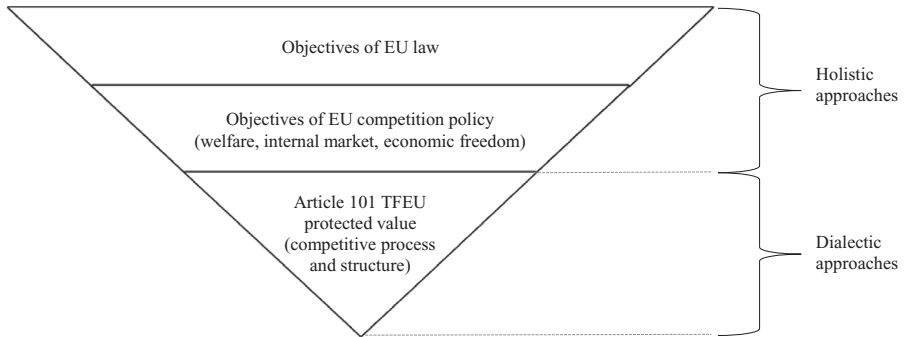 Objectives of EU law
Holistic
approaches
Objectives of EU competition policy
(welfare, internal market, economic freedom)
Article 101 TFEU
protected value
(competitive process
and structure)
Dialectic
approaches